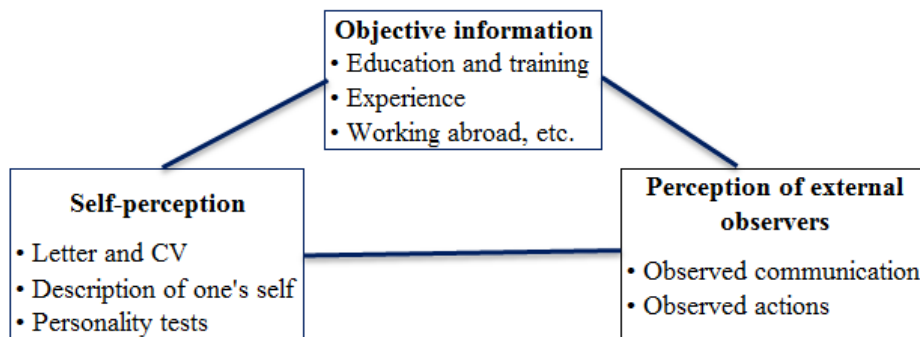 Objective information
• Education and training
• Experience
• Working abroad, etc.
Self-perception
• Letter and CV
• Description of one's self
• Personality tests
Perception of external
observers
• Observed communication
• Observed actions